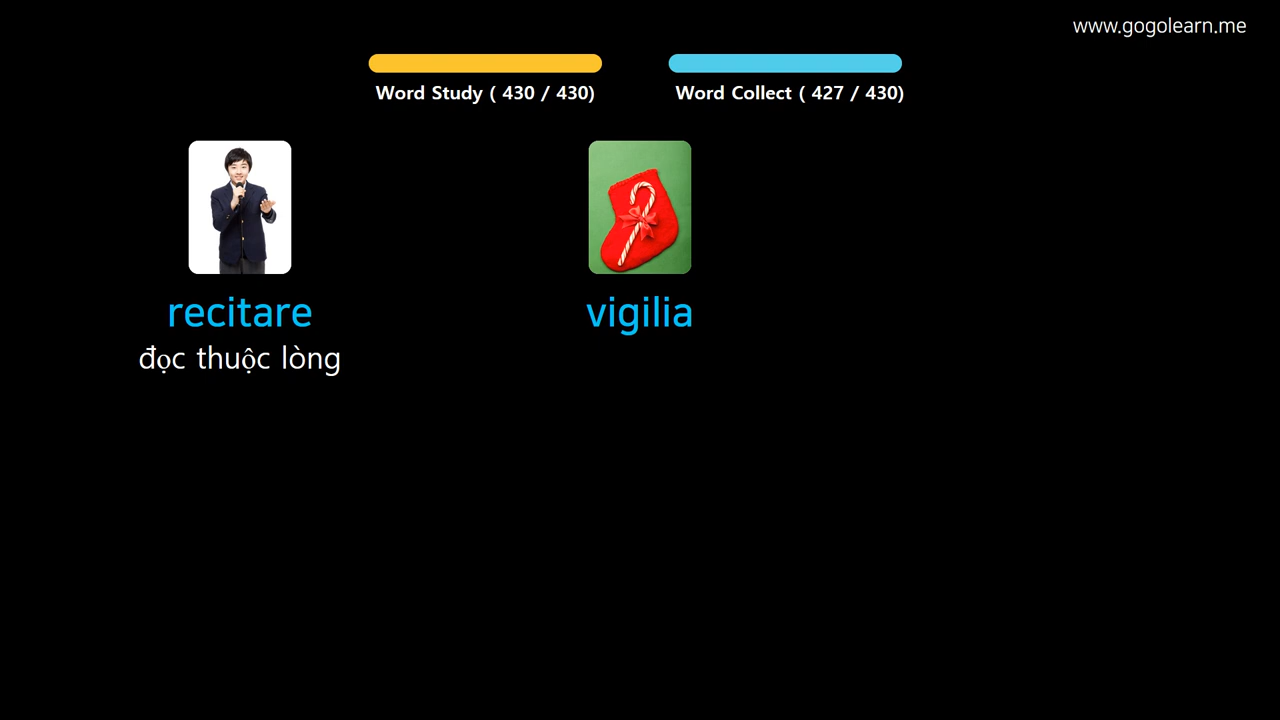 www.gogolearn.me
Word Study ( 430 / 430)
Word Collect ( 427 / 430)
recitare
đọc thuộc lòng
vigilia